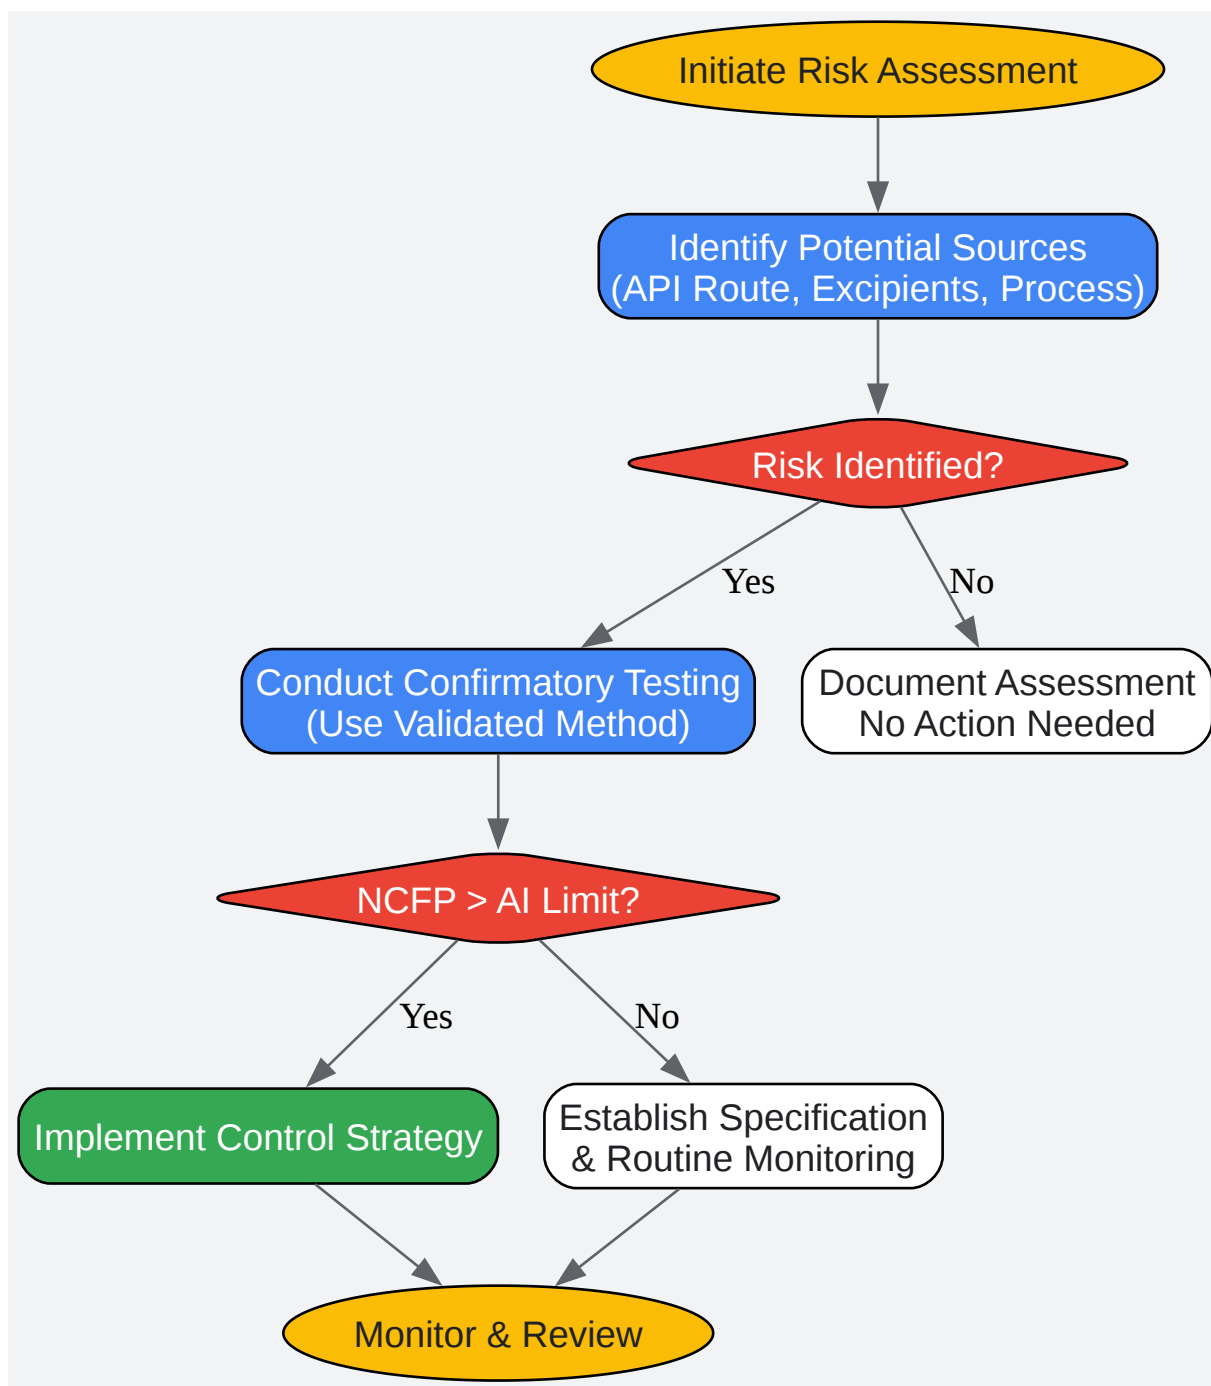 Initiate Risk Assessment
Identify Potential Sources
(API Route, Excipients, Process)
Risk Identified?
Yes
No
Conduct Confirmatory Testing
(Use Validated Method)
Document Assessment
No Action Needed
NCFP > AI Limit?
Yes
No
Implement Control Strategy
Establish Specification
& Routine Monitoring
Monitor & Review